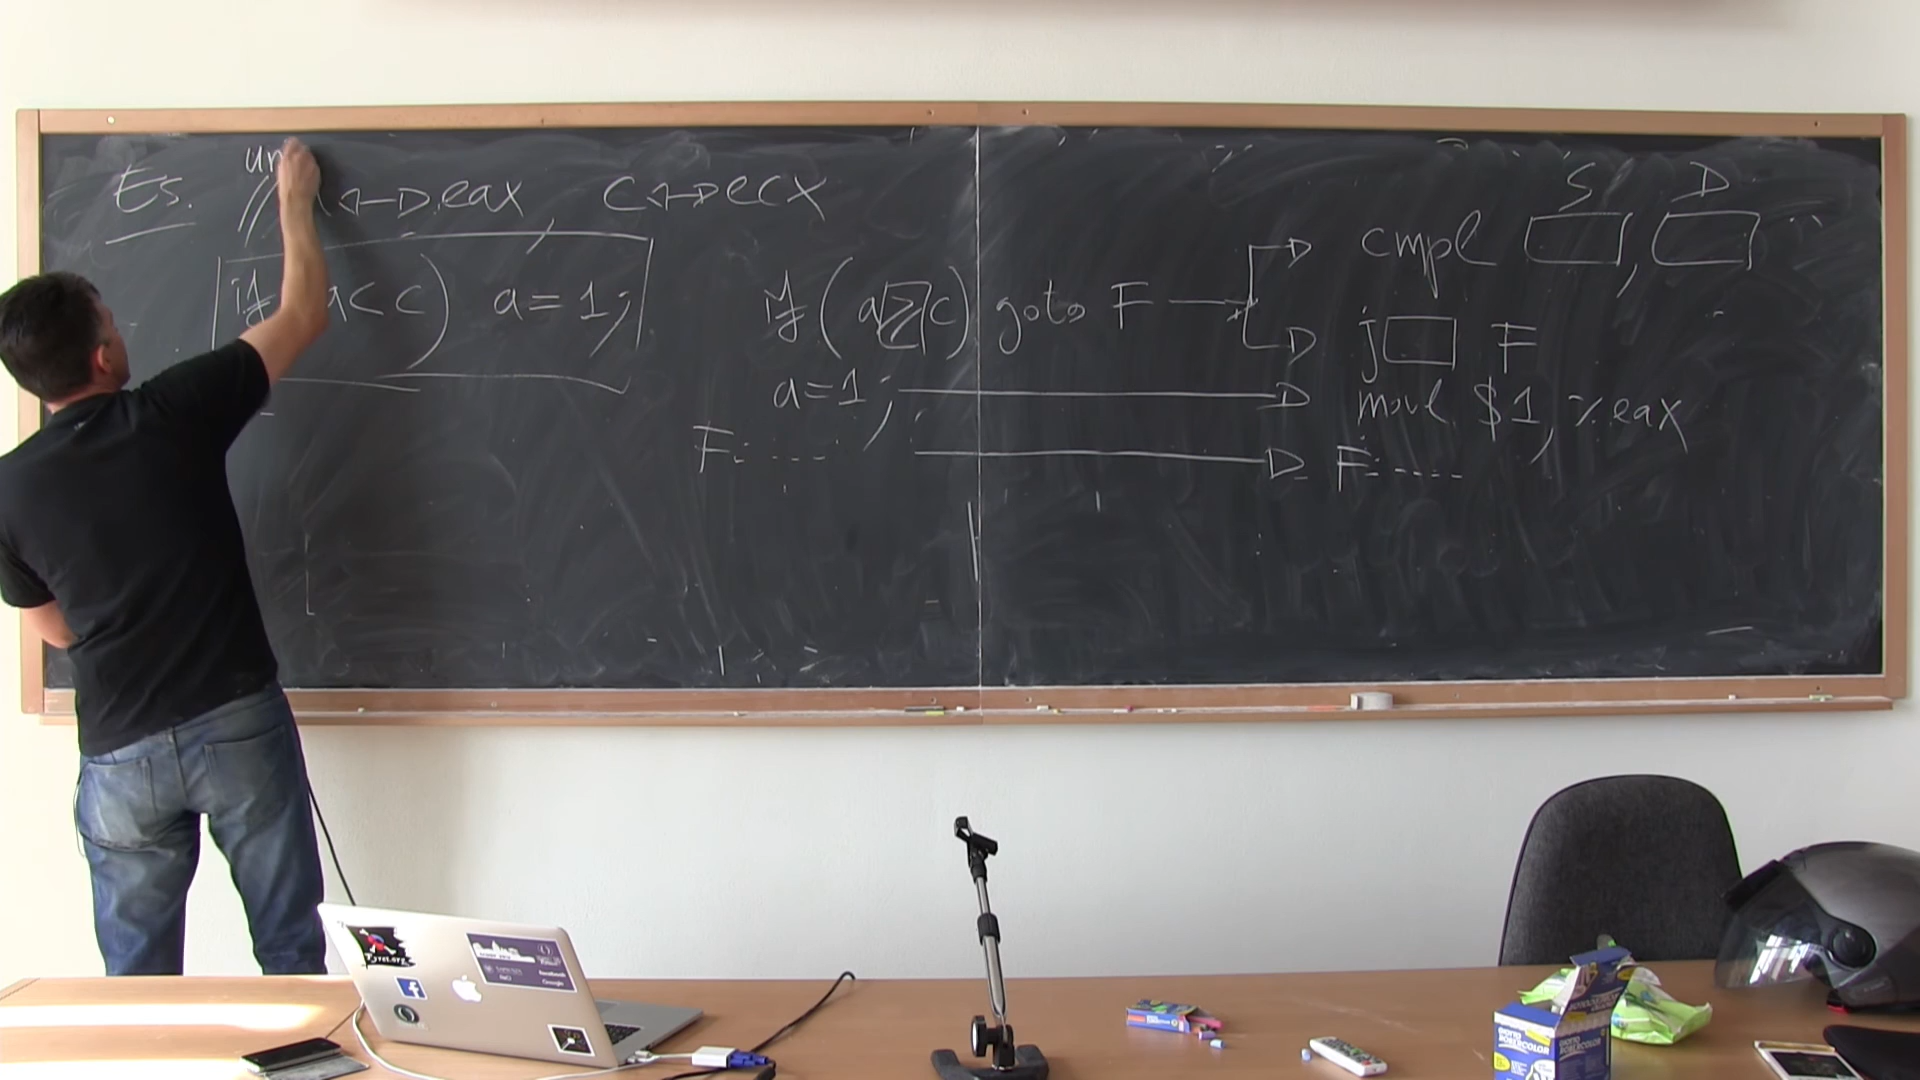 un
Es. // a ↔ eax, c ↔ ecx
if (a<c) a=1;
if (a≥c) goto F
a=1;
F: ....
S D
cmpl ,
j F
movl $1, %eax
F: ----